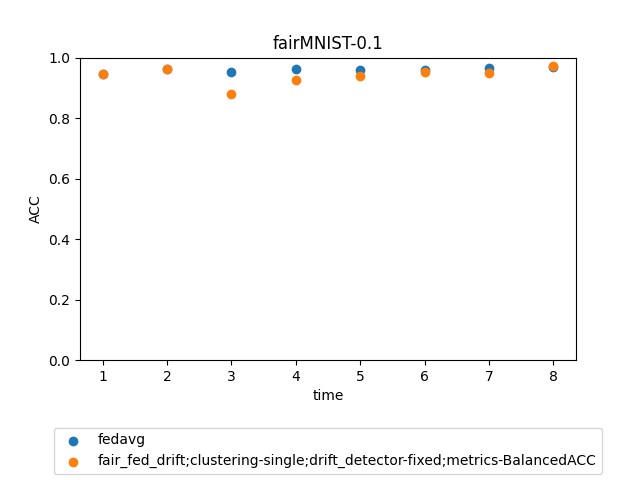 fairMNIST-0.1
1.0
0.8
0.6
0.4
0.2
0.0
ACC
1 2 3 4 5 6 7 8
time
fedavg
fair_fed_drift;clustering-single;drift_detector-fixed;metrics-BalancedACC